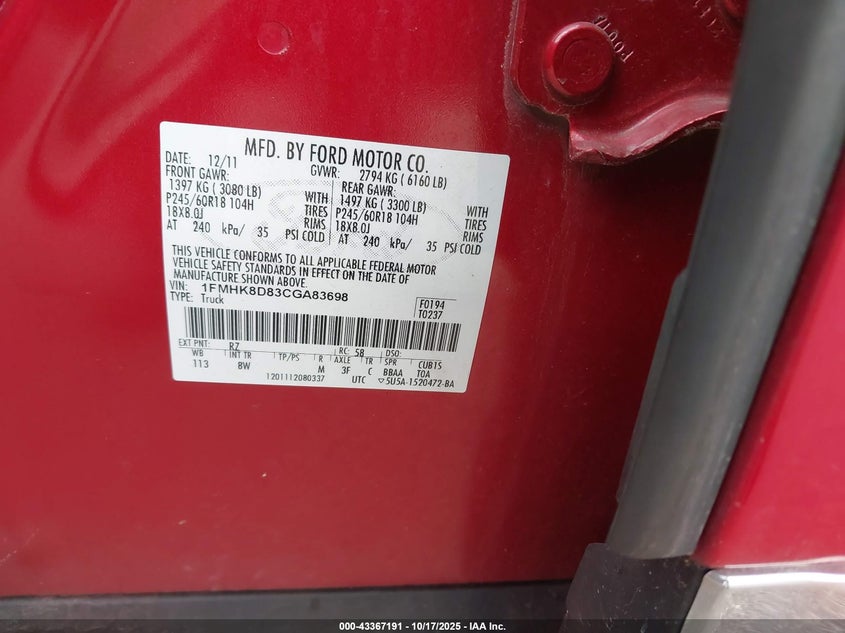 MFD. BY FORD MOTOR CO.
DATE: 12/11 GVWR: 2794 KG ( 6160 LB)
FRONT GAWR: REAR GAWR:
1397 KG ( 3080 LB) WITH 1497 KG ( 3300 LB) WITH
P245/60R18 104H TIRES P245/60R18 104H TIRES
18X8.0J RIMS 18X8.0J RIMS
AT 240 kPa/ 35 PSI COLD AT 240 kPa/ 35 PSI COLD
THIS VEHICLE CONFORMS TO ALL APPLICABLE FEDERAL MOTOR
VEHICLE SAFETY STANDARDS IN EFFECT ON THE DATE OF
MANUFACTURE SHOWN ABOVE.
VIN: 1FMHK8D83CGA83698
TYPE: Truck
F0194
T0237
EXT PNT: RZ RC: 58 DSO:
WB INT TR TP/PS R AXLE TR SPR CUB1S
113 8W M 3F C BBAA TOA
1201112080337 UTC ▽5U5A-1520472-BA
000-43367191 | 10/17/2025 | © IAA, Inc.